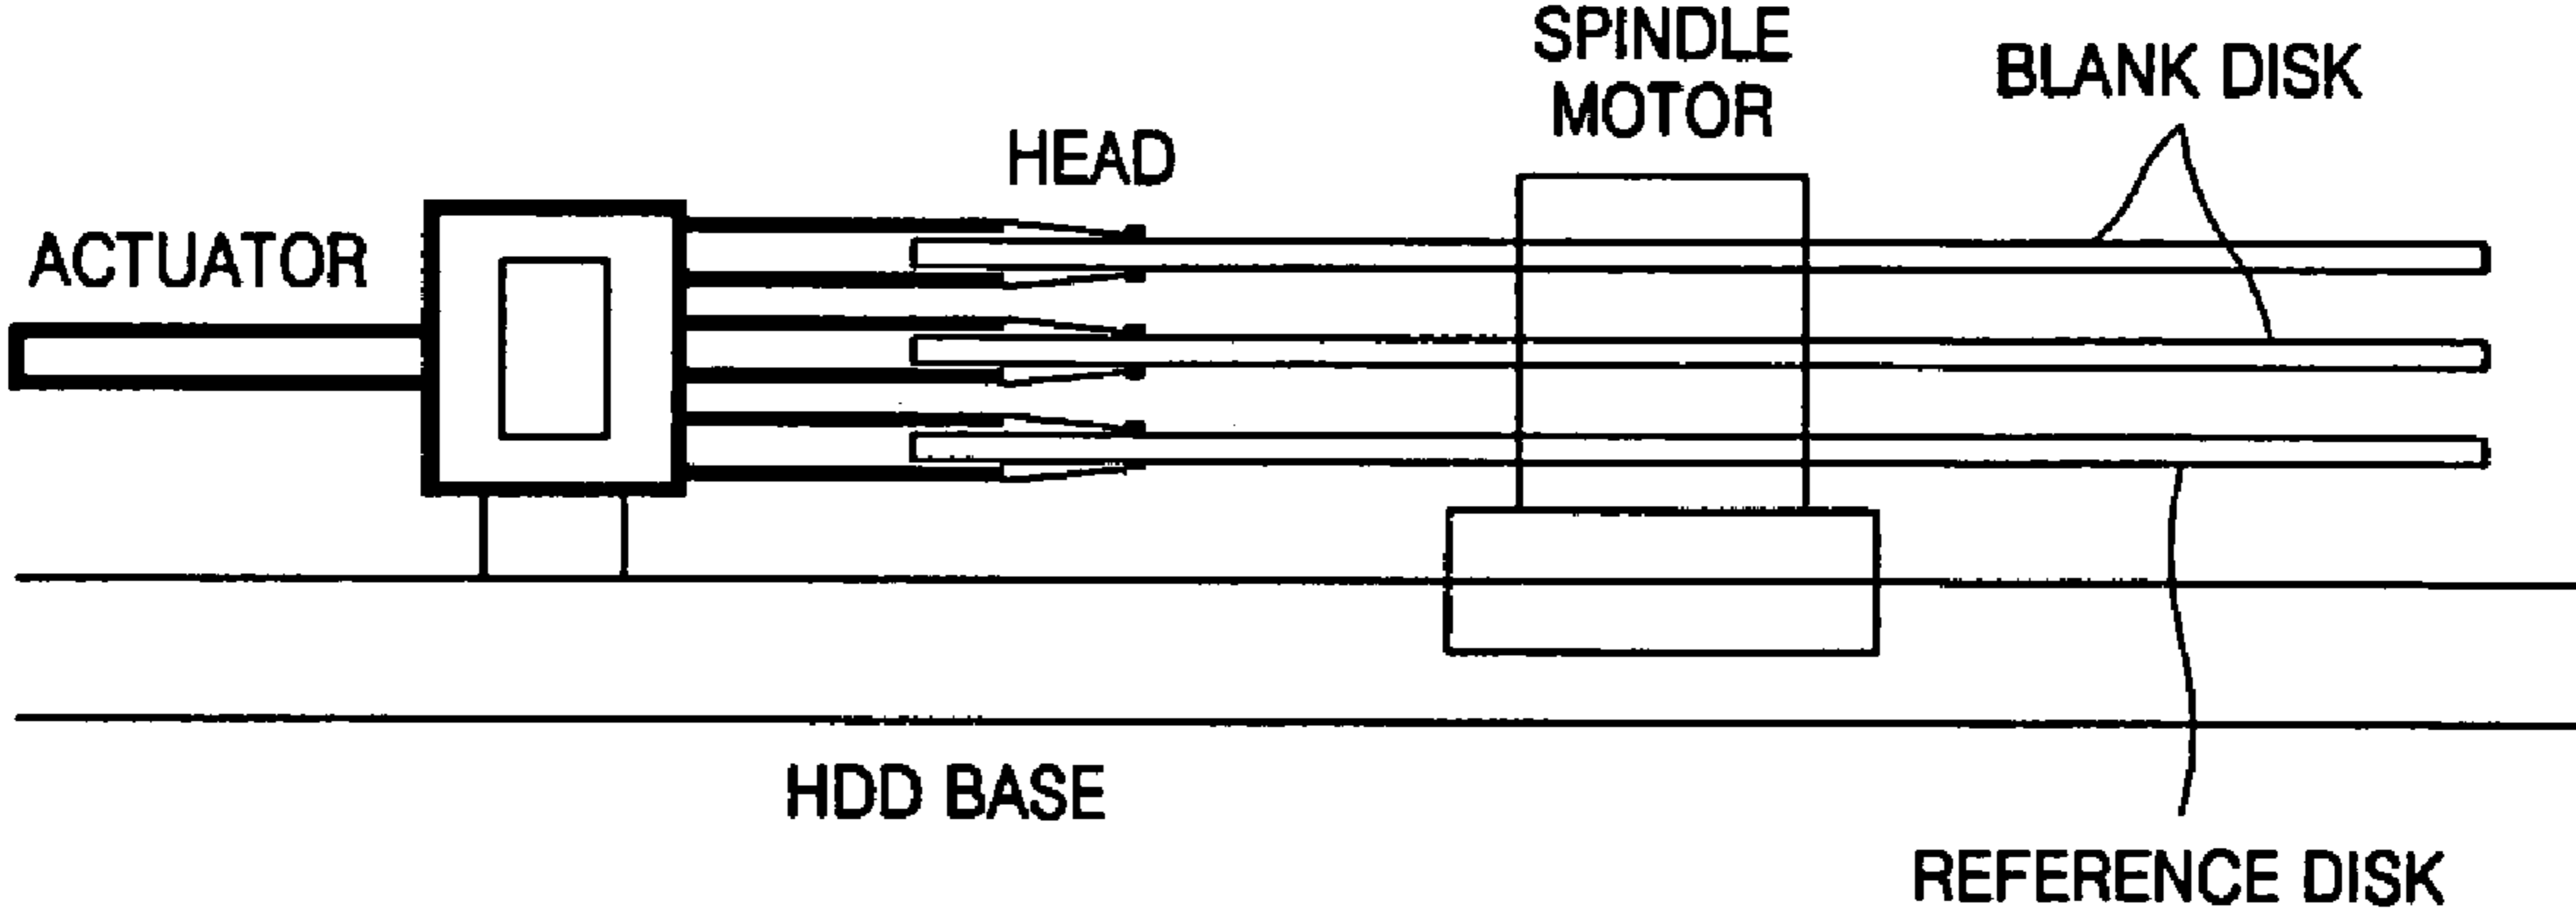 SPINDLE
MOTOR
BLANK DISK
HEAD
ACTUATOR
HDD BASE
REFERENCE DISK